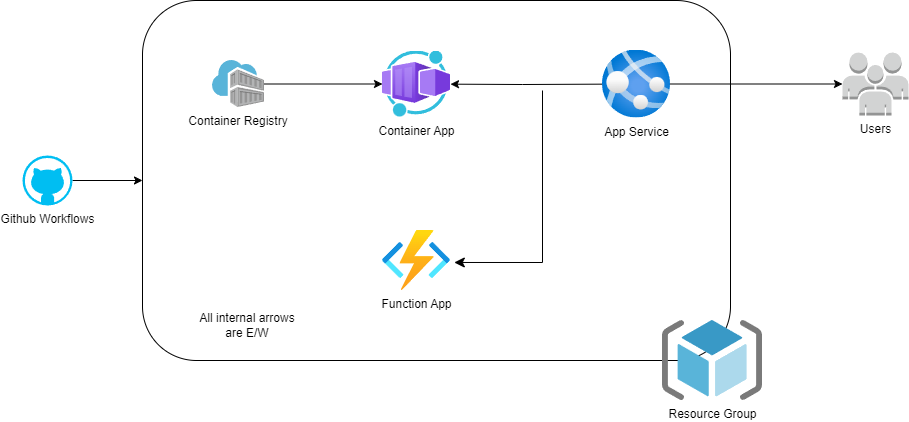 Container Registry
Container App
App Service
Users
Github Workflows
Function App
All internal arrows
are E/W
Resource Group